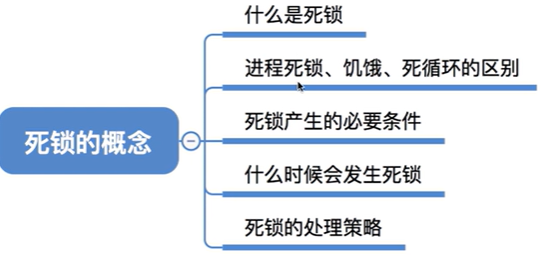 什么是死锁
进程死锁、饥饿、死循环的区别
死锁产生的必要条件
死锁的概念
什么时候会发生死锁
死锁的处理策略